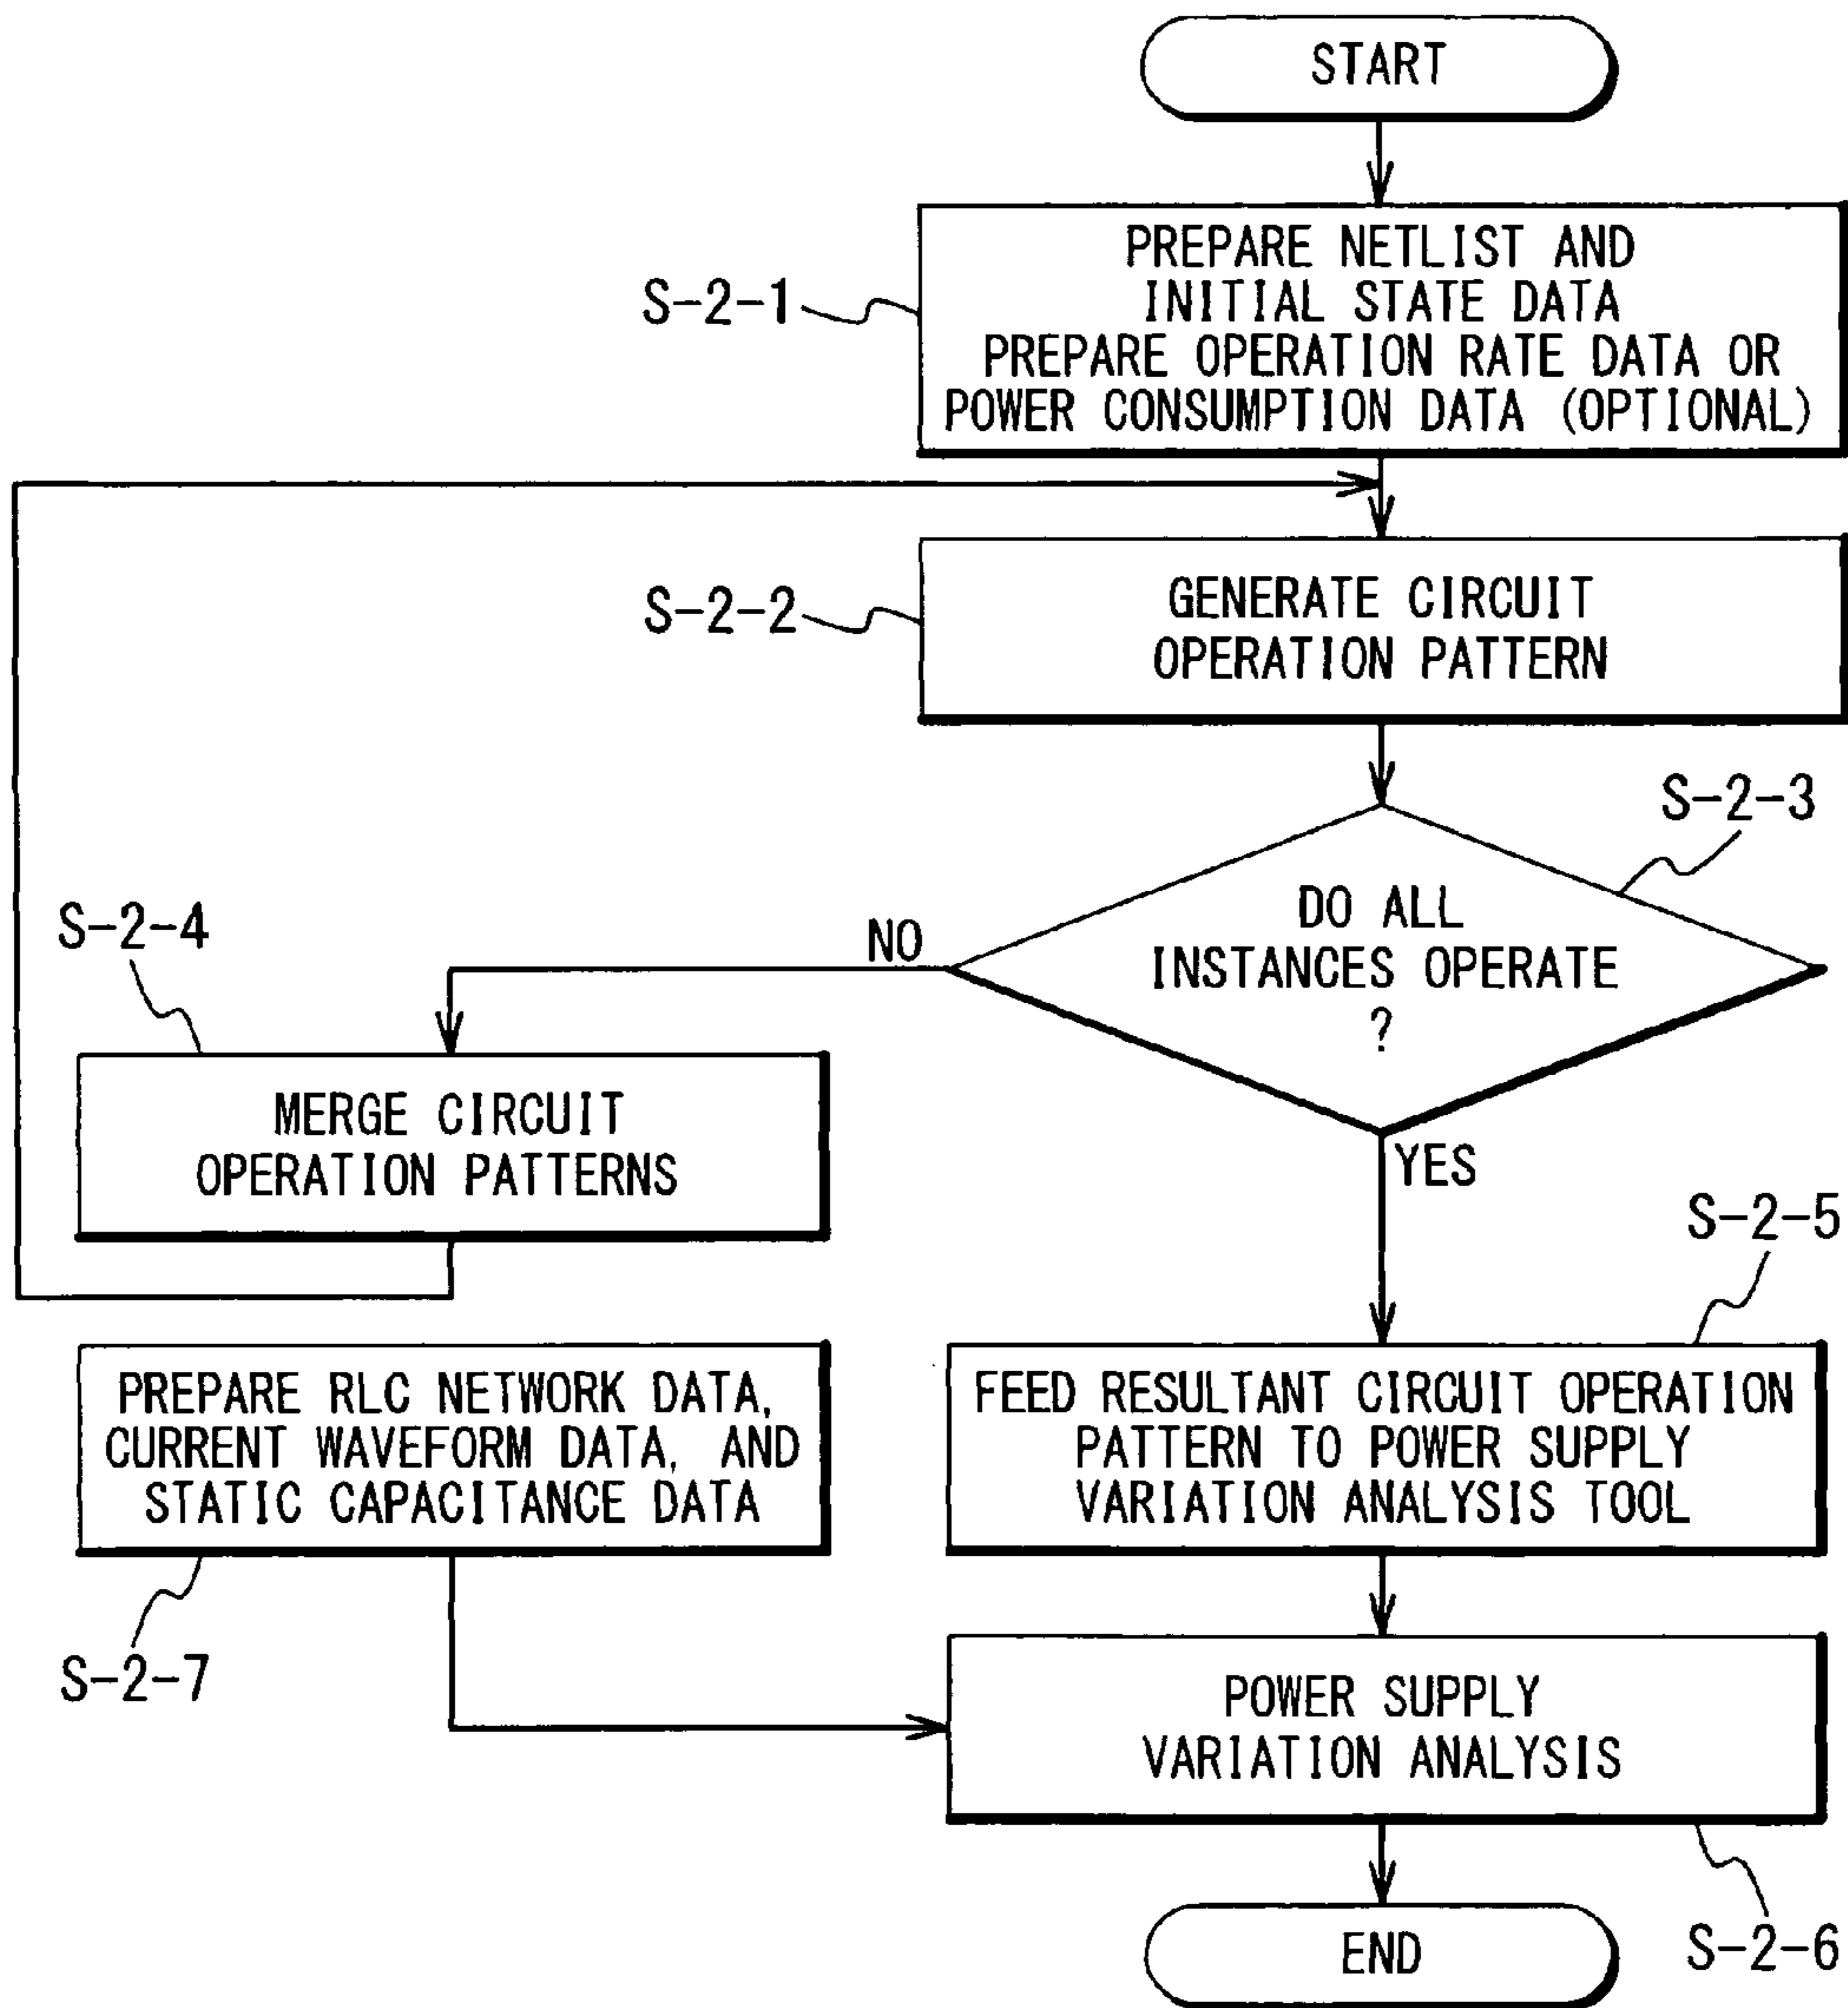 START
S-2-1
PREPARE NETLIST AND
INITIAL STATE DATA
PREPARE OPERATION RATE DATA OR
POWER CONSUMPTION DATA (OPTIONAL)
S-2-2
GENERATE CIRCUIT
OPERATION PATTERN
S-2-3
DO ALL
INSTANCES OPERATE
?
NO
S-2-4
MERGE CIRCUIT
OPERATION PATTERNS
YES
S-2-5
FEED RESULTANT CIRCUIT OPERATION
PATTERN TO POWER SUPPLY
VARIATION ANALYSIS TOOL
PREPARE RLC NETWORK DATA,
CURRENT WAVEFORM DATA, AND
STATIC CAPACITANCE DATA
S-2-7
POWER SUPPLY
VARIATION ANALYSIS
S-2-6
END